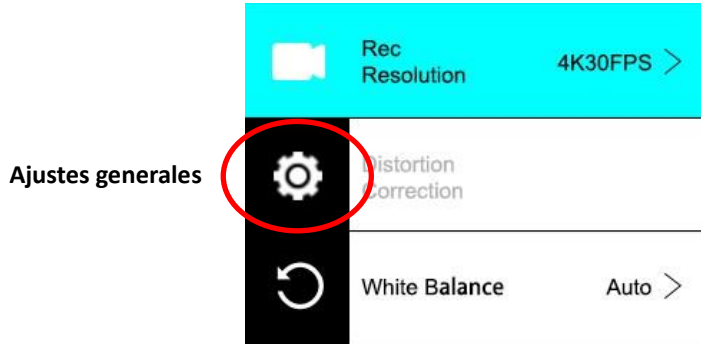 Rec
Resolution
4K30FPS >
Ajustes generales
Distortion
Correction
White Balance
Auto >